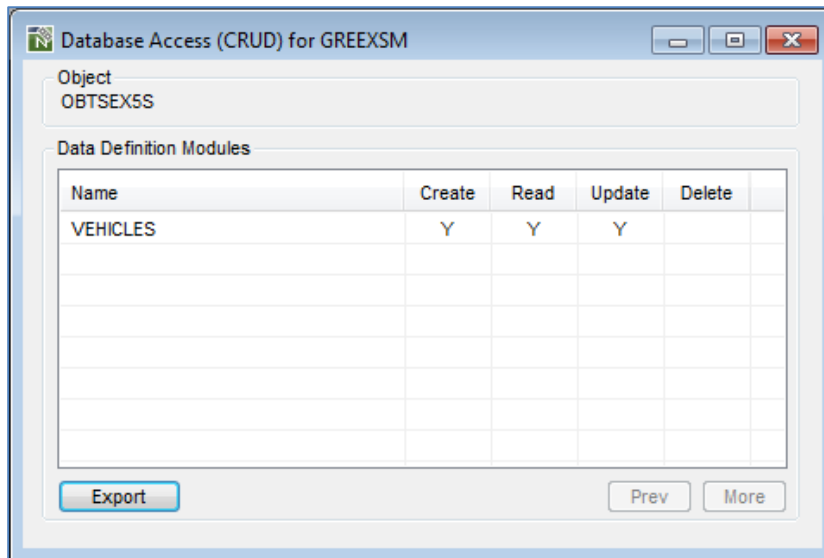 Database Access (CRUD) for GREEXSM
Object
OBTSEX5S
Data Definition Modules
Name Create Read Update Delete
VEHICLES Y Y Y
Export Prev More